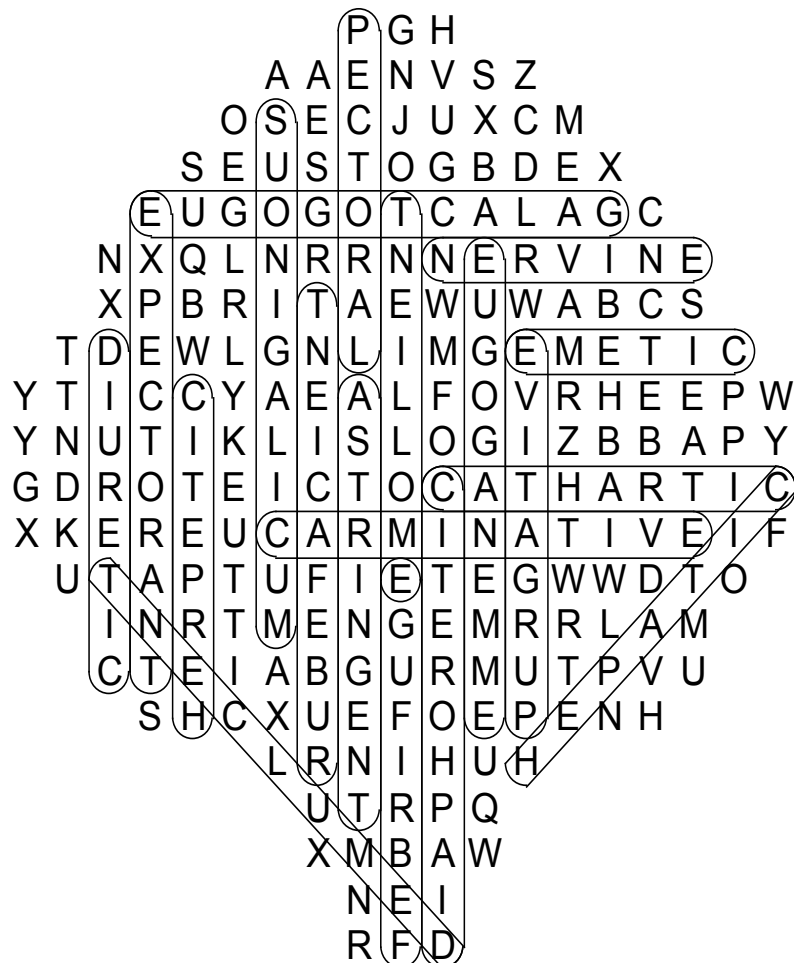 P G H
A A E N V S Z
O S E C J U X C M
S E U S T O G B D E X
E U G O G O T C A L A G C
N X Q L N R R N N E R V I N E
X P B R I T A E W U W A B C S
T D E W L G N L I M G E M E T I C
Y T I C C Y A E A L F O V R H E E P W
Y N U T I K L I S L O G I Z B B A P Y
G D R O T E I C T O C A T H A R T I C
X K E R E U C A R M I N A T I V E I F
U T A P T U F I E T E G W W D T O
I N R T M E N G E M R R L A M
C T E I A B G U R M U T P V U
S H C X U E F O E P E N H
L R N I H U H
U T R P Q
X M B A W
N E I
R F D